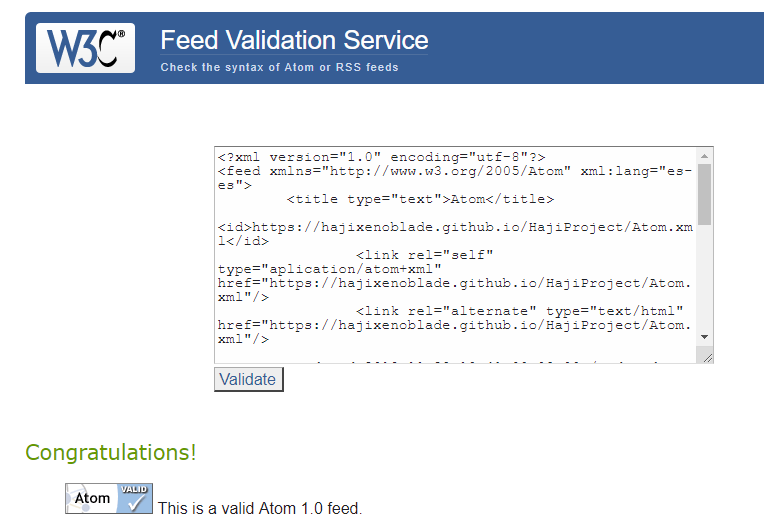 W3C®
Feed Validation Service
Check the syntax of Atom or RSS feeds
<?xml version="1.0" encoding="utf-8"?>
<feed xmlns="http://www.w3.org/2005/Atom" xml:lang="es-
es">
<title type="text">Atom</title>
<id>https://hajixenoblade.github.io/HajiProject/Atom.xm
l</id>
<link rel="self"
type="aplication/atom+xml"
href="https://hajixenoblade.github.io/HajiProject/Atom.
xml"/>
<link rel="alternate" type="text/html"
href="https://hajixenoblade.github.io/HajiProject/Atom.
xml"/>
Validate
Congratulations!
Atom VALID
This is a valid Atom 1.0 feed.